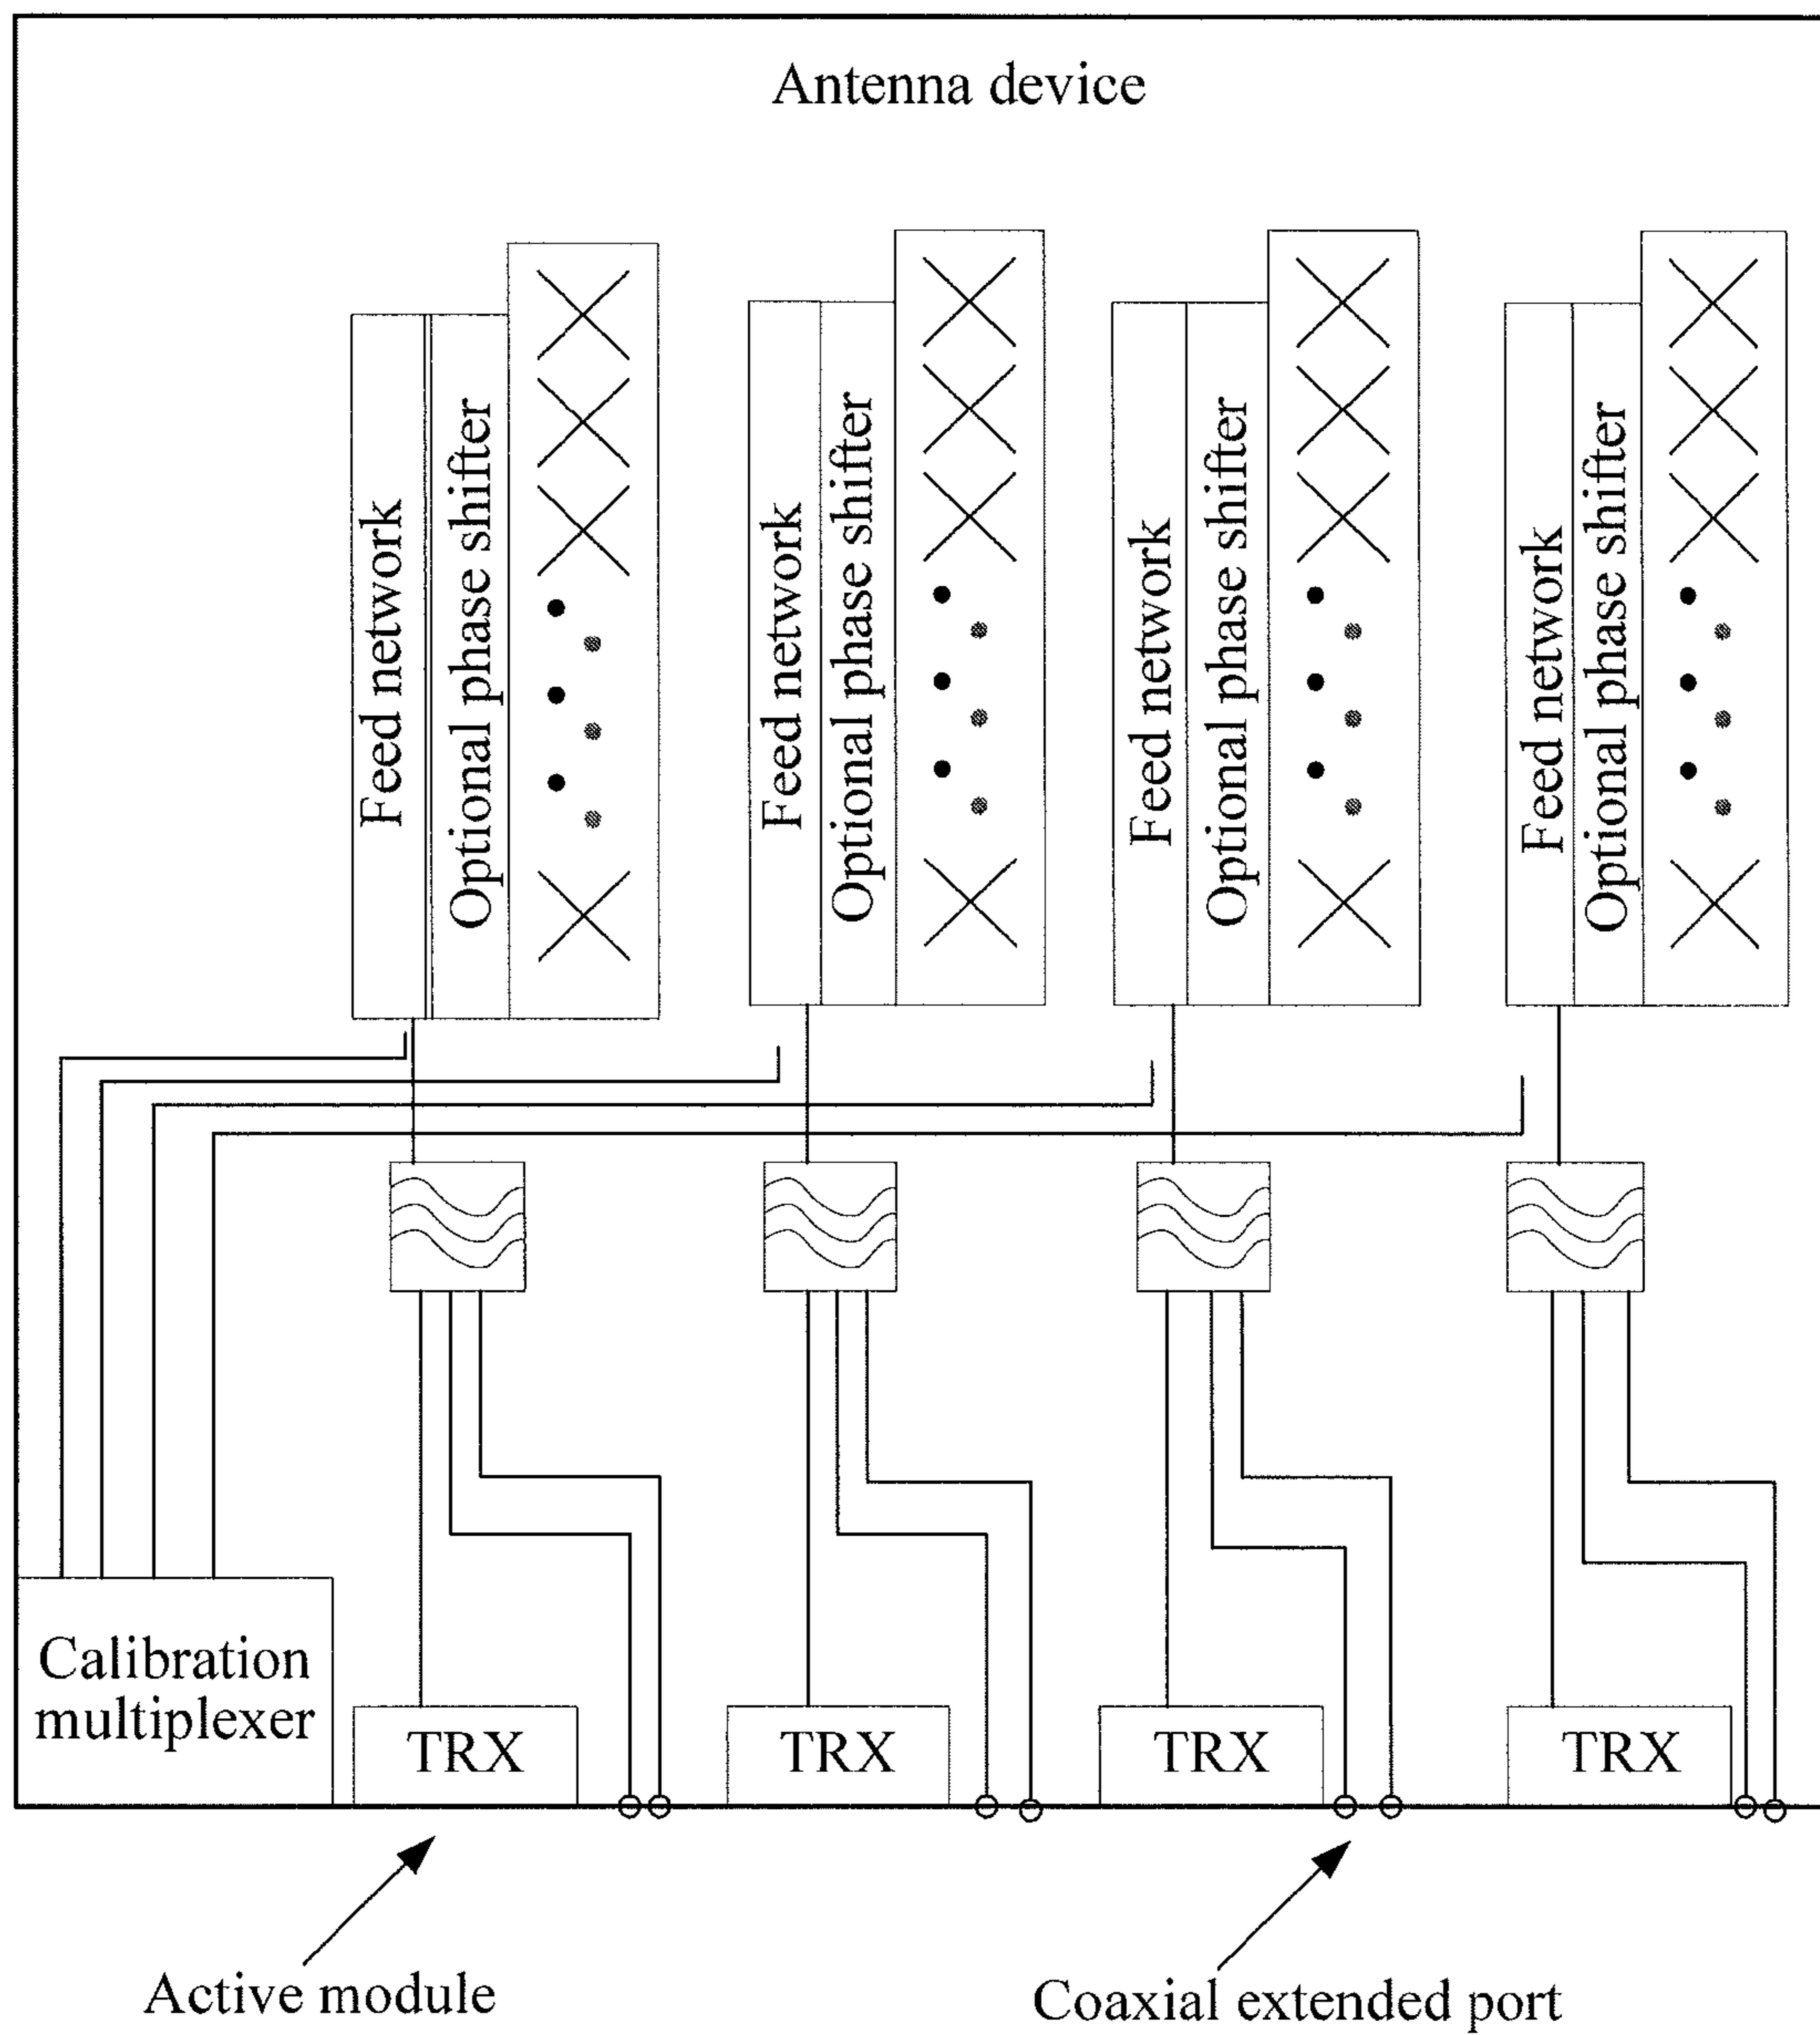 Antenna device
Feed network
Optional phase shifter
Feed network
Optional phase shifter
Feed network
Optional phase shifter
Feed network
Optional phase shifter
Calibration
multiplexer
TRX
TRX
TRX
TRX
Active module
Coaxial extended port